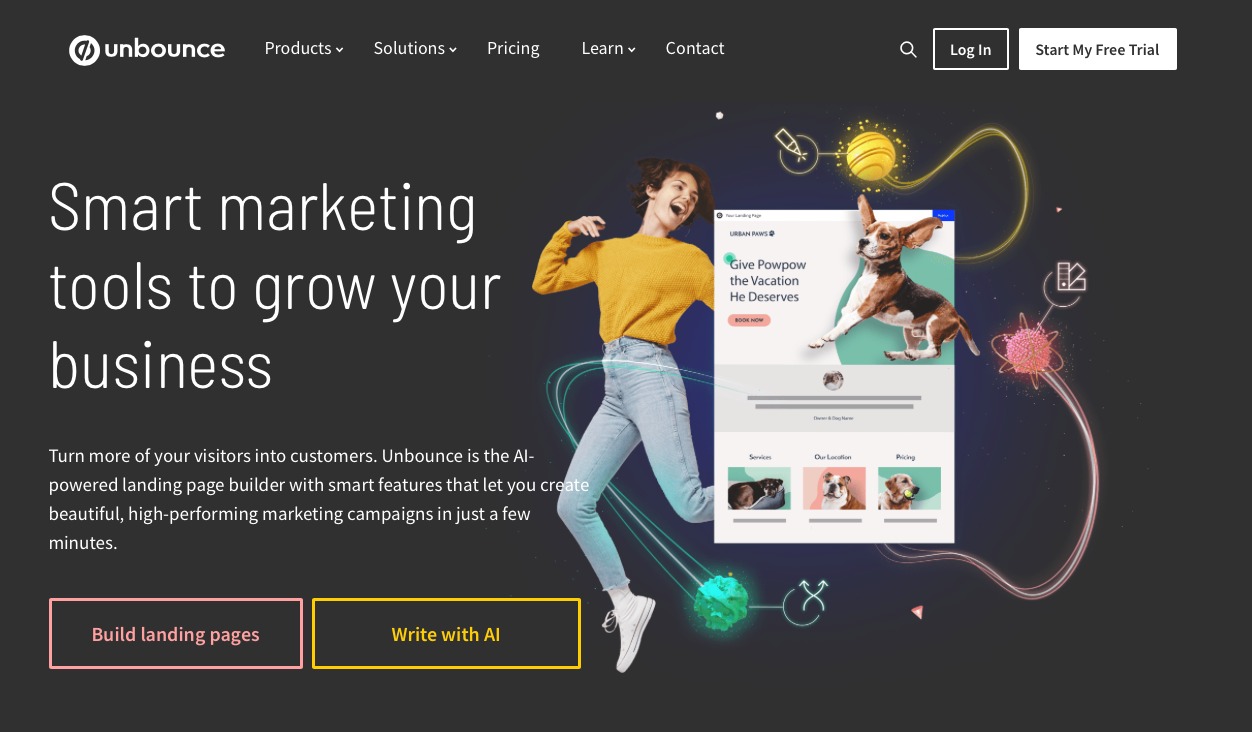 unbounce
Products
Solutions
Pricing
Learn
Contact
Log In
Start My Free Trial
Smart marketing
tools to grow your
business
Turn more of your visitors into customers. Unbounce is the AI-
powered landing page builder with smart features that let you create
beautiful, high-performing marketing campaigns in just a few
minutes.
Build landing pages
Write with AI
Your Landing Page
URBAN PAWS
Give Powpow
the Vacation
He Deserves
BOOK NOW
Owner & Dog Name
Services
Our Location
Pricing